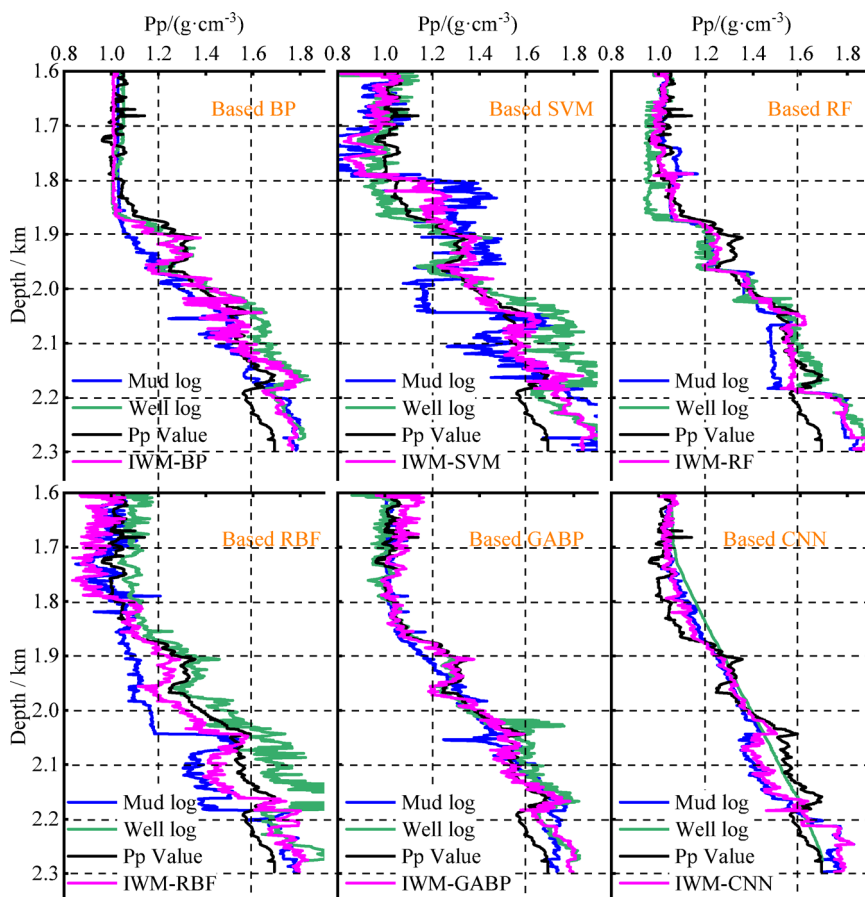 Pp/(g·cm⁻³) Pp/(g·cm⁻³) Pp/(g·cm⁻³)
0.8 1.0 1.2 1.4 1.6 1.8 0.8 1.0 1.2 1.4 1.6 1.8 0.8 1.0 1.2 1.4 1.6 1.8
1.6
Based BP Based SVM Based RF
1.7
1.8
1.9
Depth / km
2.0
2.1
Mud log Mud log Mud log
2.2
Well log Well log Well log
Pp Value Pp Value Pp Value
2.3
IWM-BP IWM-SVM IWM-RF
1.6
Based RBF Based GABP Based CNN
1.7
1.8
1.9
Depth / km
2.0
2.1
Mud log Mud log Mud log
2.2
Well log Well log Well log
Pp Value Pp Value Pp Value
2.3
IWM-RBF IWM-GABP IWM-CNN